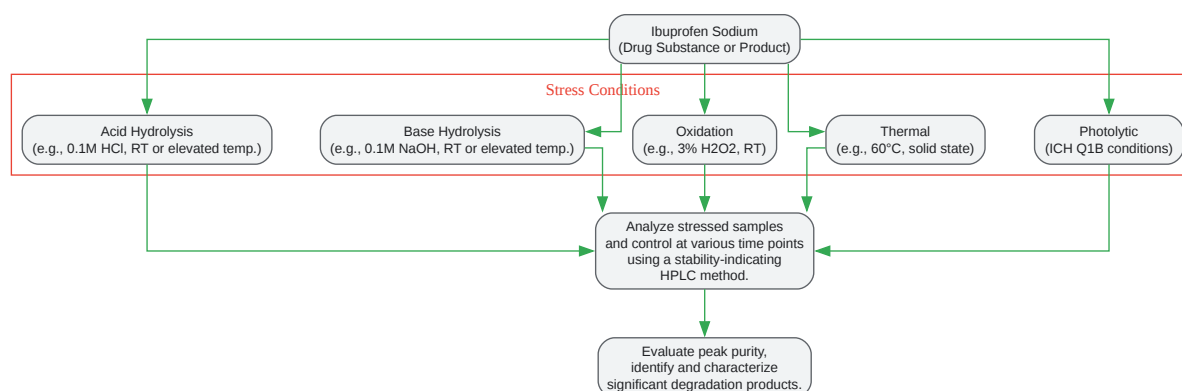 Ibuprofen Sodium
(Drug Substance or Product)
Stress Conditions
Acid Hydrolysis
(e.g., 0.1M HCl, RT or elevated temp.)
Base Hydrolysis
(e.g., 0.1M NaOH, RT or elevated temp.)
Oxidation
(e.g., 3% H2O2, RT)
Thermal
(e.g., 60°C, solid state)
Photolytic
(ICH Q1B conditions)
Analyze stressed samples
and control at various time points
using a stability-indicating
HPLC method.
Evaluate peak purity,
identify and characterize
significant degradation products.